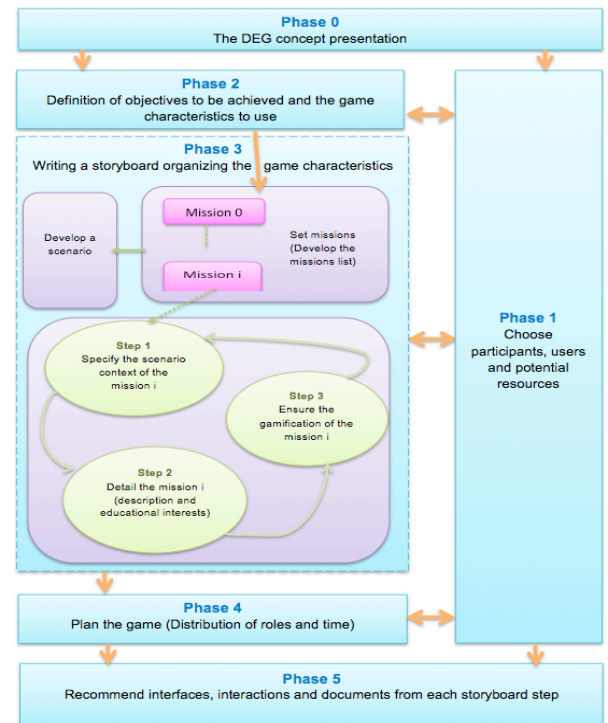 Phase 0
The DEG concept presentation
Phase 2
Definition of objectives to be achieved and the game
characteristics to use
Phase 3
Writing a storyboard organizing the game characteristics
Develop a
scenario
Mission 0
Mission i
Set missions
(Develop the
missions list)
Step 1
Specify the scenario
context of the
mission i
Step 3
Ensure the
gamification of the
mission i
Step 2
Detail the mission i
(description and
educational interests)
Phase 1
Choose
participants, users
and potential
resources
Phase 4
Plan the game (Distribution of roles and time)
Phase 5
Recommend interfaces, interactions and documents from each storyboard step